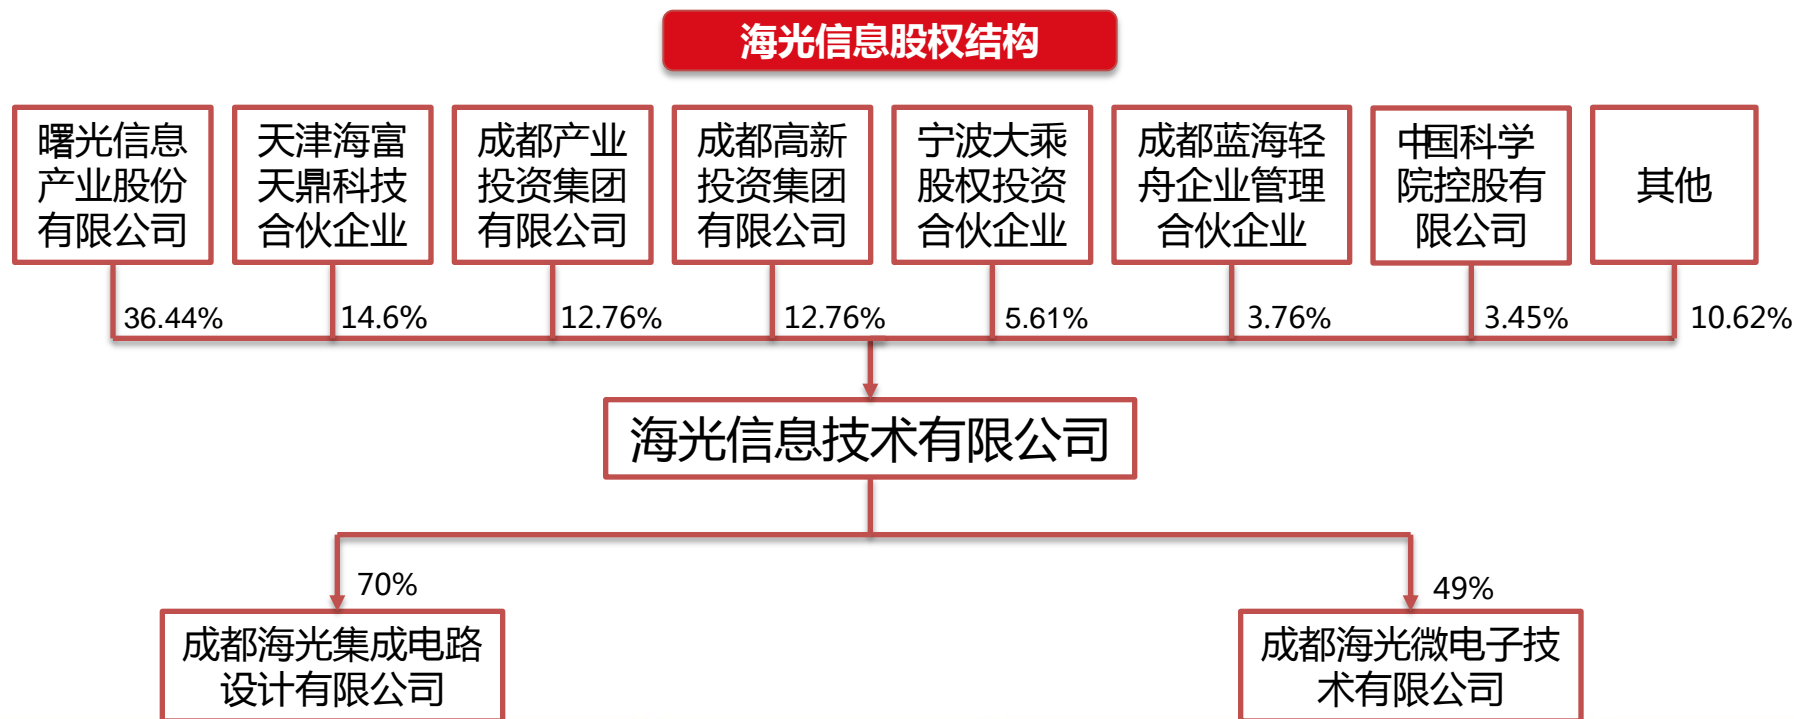 海光信息股权结构
曙光信息
产业股份
有限公司
天津海富
天鼎科技
合伙企业
成都产业
投资集团
有限公司
成都高新
投资集团
有限公司
宁波大乘
股权投资
合伙企业
成都蓝海轻
舟企业管理
合伙企业
中国科学
院控股有
限公司
其他
36.44%
14.6%
12.76%
12.76%
5.61%
3.76%
3.45%
10.62%
海光信息技术有限公司
70%
49%
成都海光集成电路
设计有限公司
成都海光微电子技
术有限公司